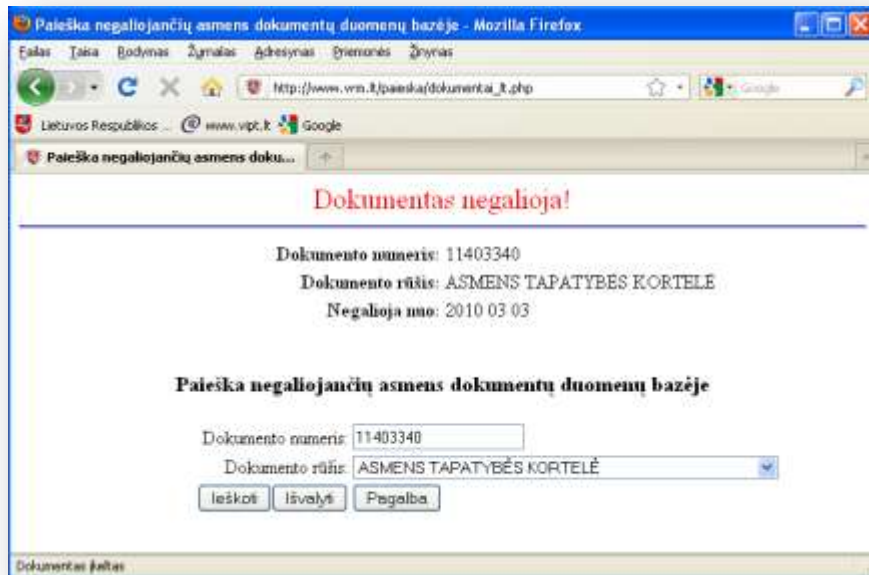 Paieška negaliojančių asmens dokumentų duomenų bazėje - Mozilla Firefox
Failas Taisa Rodymas Žurnalas Adresynas Priemonės Žinynas
http://www.vrm.lt/paieska/dokumentai_lt.php Google
Lietuvos Respublikos ... www.vipt.lt Google
Paieška negaliojančių asmens doku...
Dokumentas negalioja!
Dokumento numeris: 11403340
Dokumento rūšis: ASMENS TAPATYBĖS KORTELĖ
Negalioja nuo: 2010 03 03
Paieška negaliojančių asmens dokumentų duomenų bazėje
Dokumento numeris: 11403340
Dokumento rūšis: ASMENS TAPATYBĖS KORTELĖ
Ieškoti Išvalyti Pagalba
Dokumentas įkeltas